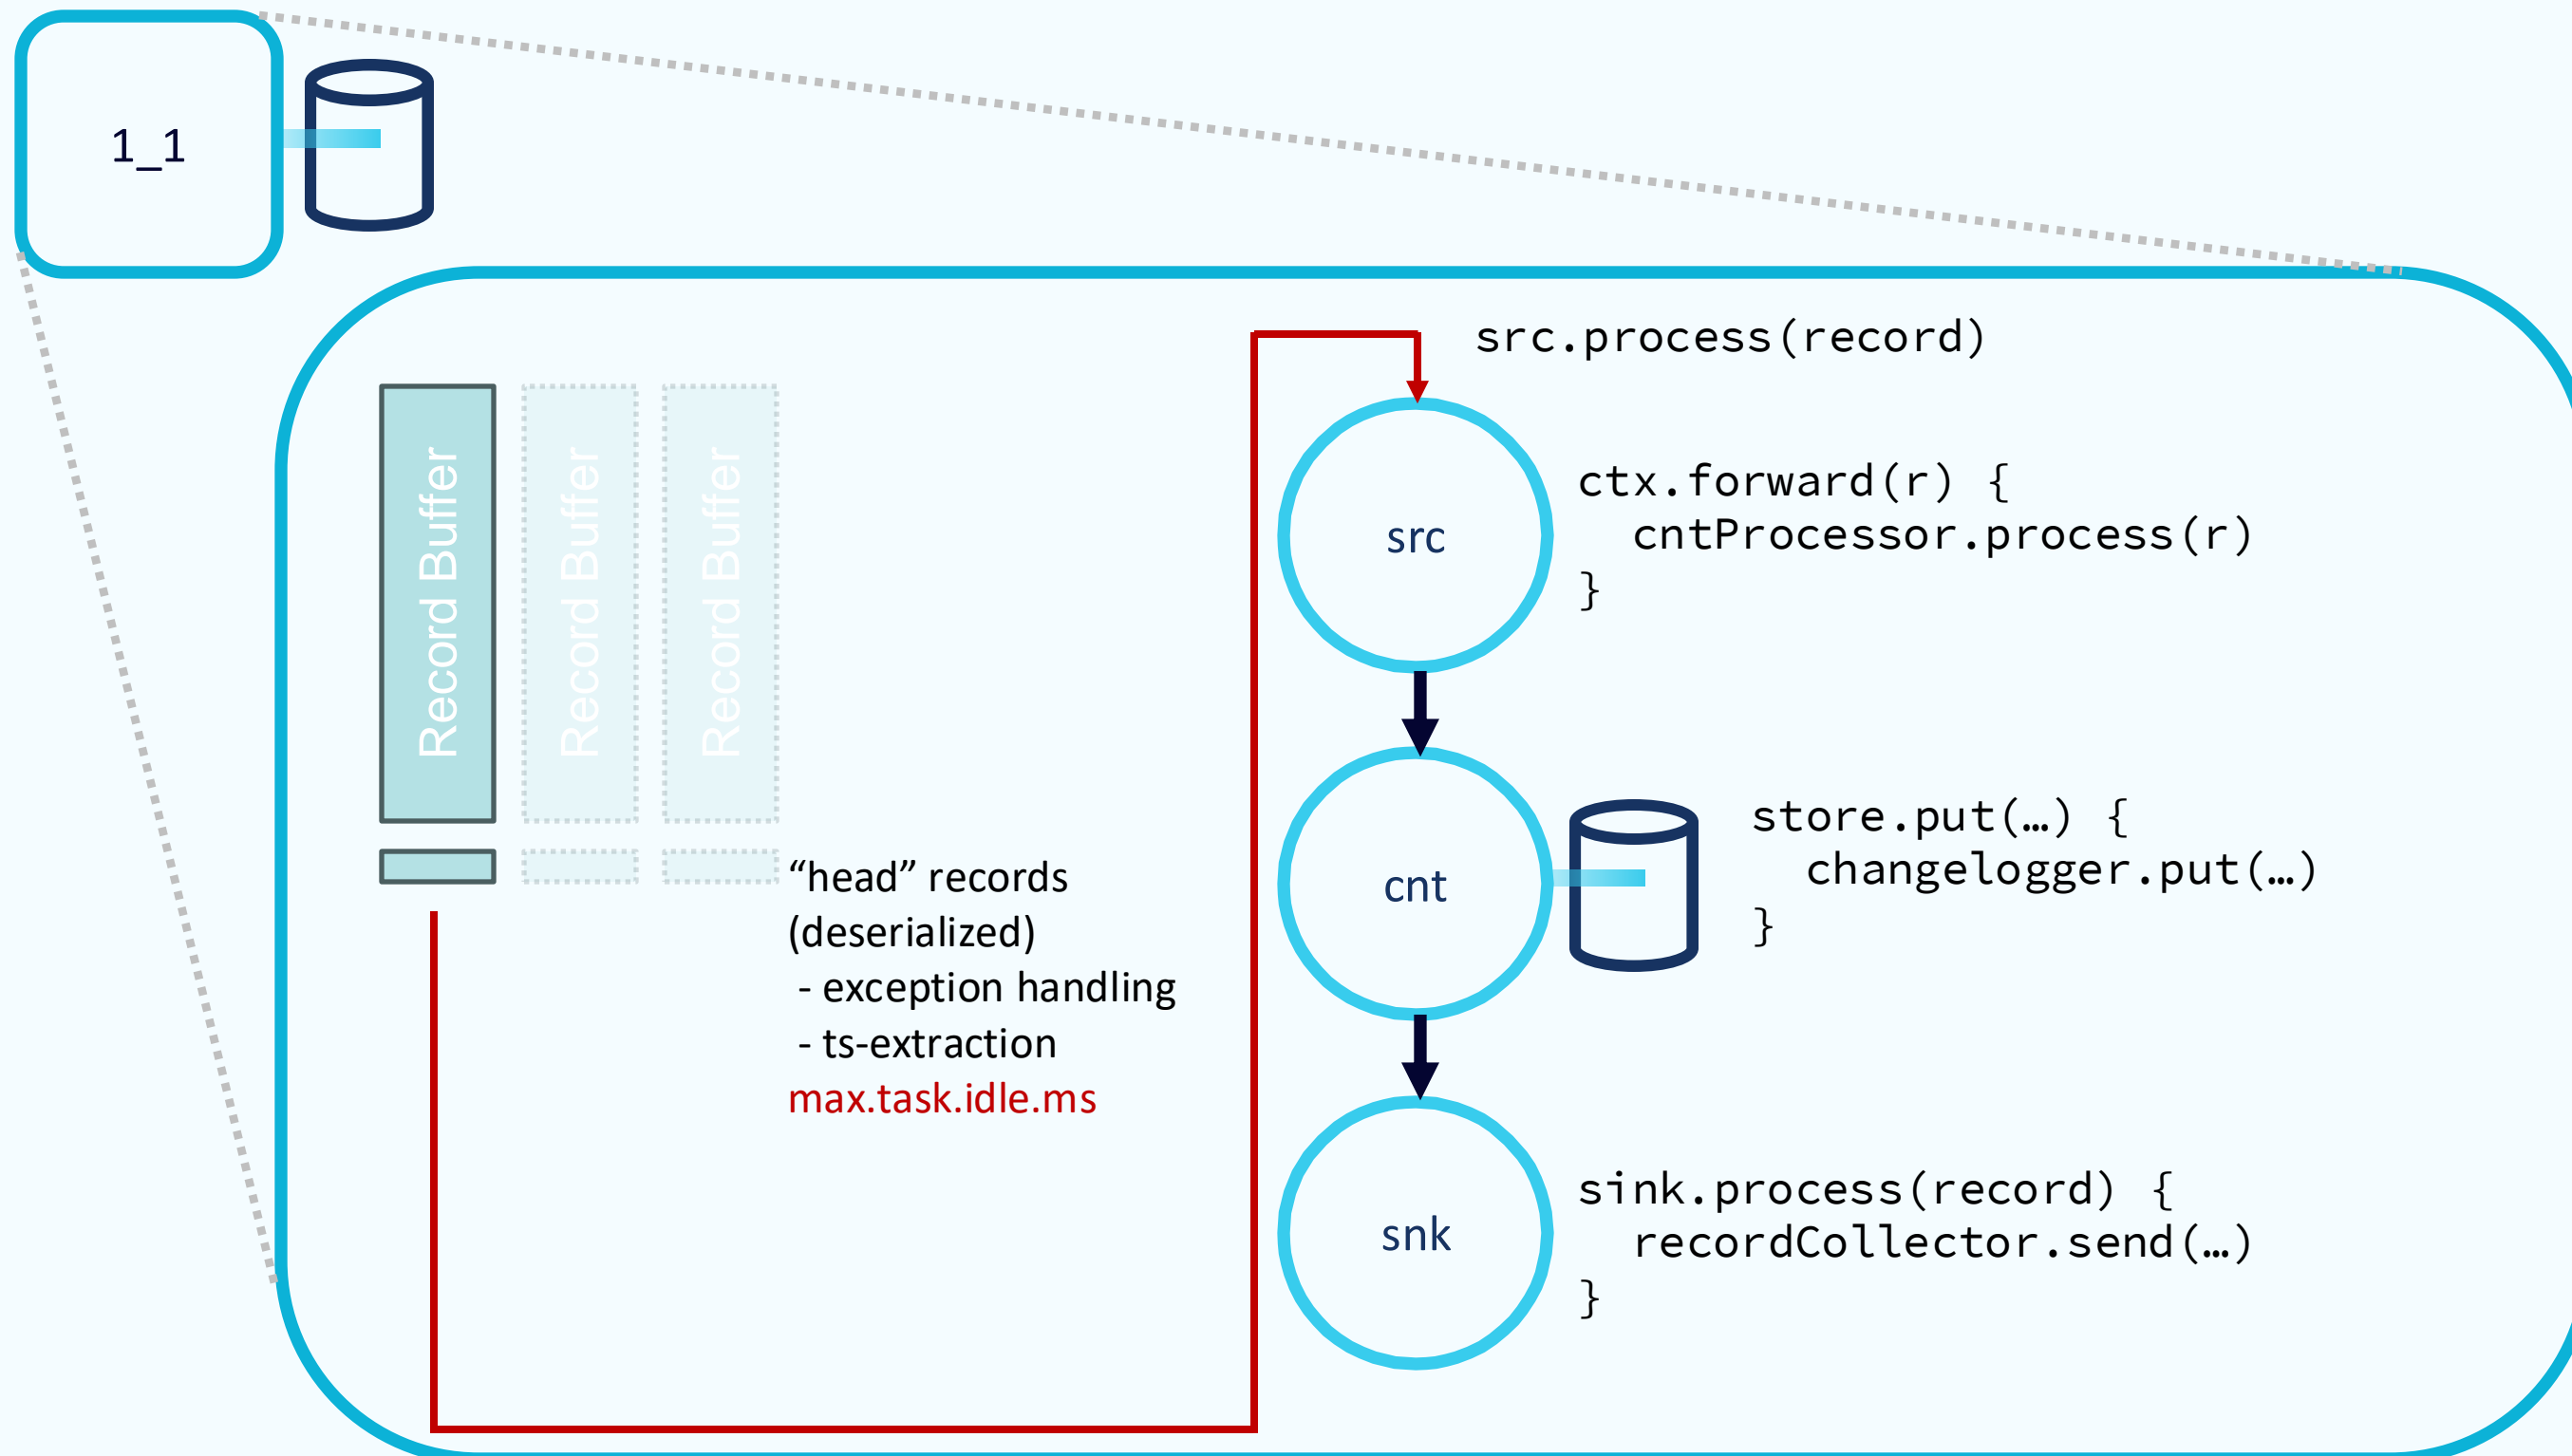 1_1
Record Buffer
Record Buffer
Record Buffer
“head” records
(deserialized)
- exception handling
- ts-extraction
max.task.idle.ms
src.process(record)
src
ctx.forward(r) {
cntProcessor.process(r)
}
cnt
store.put(…) {
changelogger.put(…)
}
snk
sink.process(record) {
recordCollector.send(…)
}